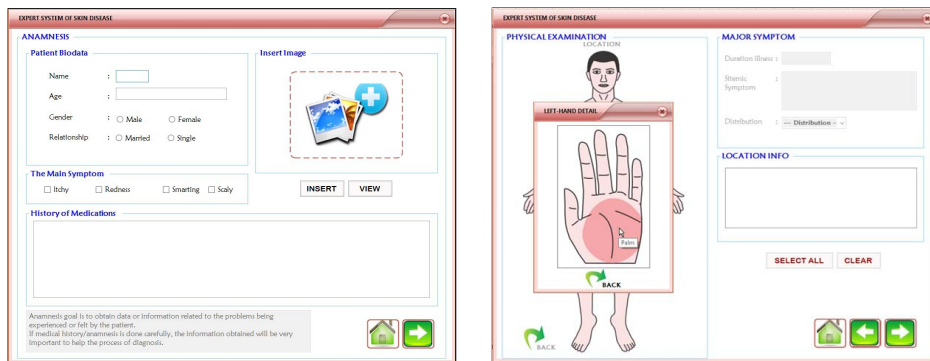 EXPERT SYSTEM OF SKIN DISEASE
ANAMNESIS
Patient Biodata
Name :
Age :
Gender : Male Female
Relationship : Married Single
Insert Image
The Main Symptom
Itchy Redness Smarting Scaly
INSERT VIEW
History of Medications
Anamnesis goal is to obtain data or information related to the problems being
experienced or felt by the patient.
If medical history/anamnesis is done carefully, the information obtained will be very
important to help the process of diagnosis.
EXPERT SYSTEM OF SKIN DISEASE
PHYSICAL EXAMINATION
LOCATION
LEFT-HAND DETAIL
Palm
BACK
BACK
MAJOR SYMPTOM
Duration Illness :
Sitemic :
Symptom
Distribution : --- Distribution -
LOCATION INFO
SELECT ALL CLEAR